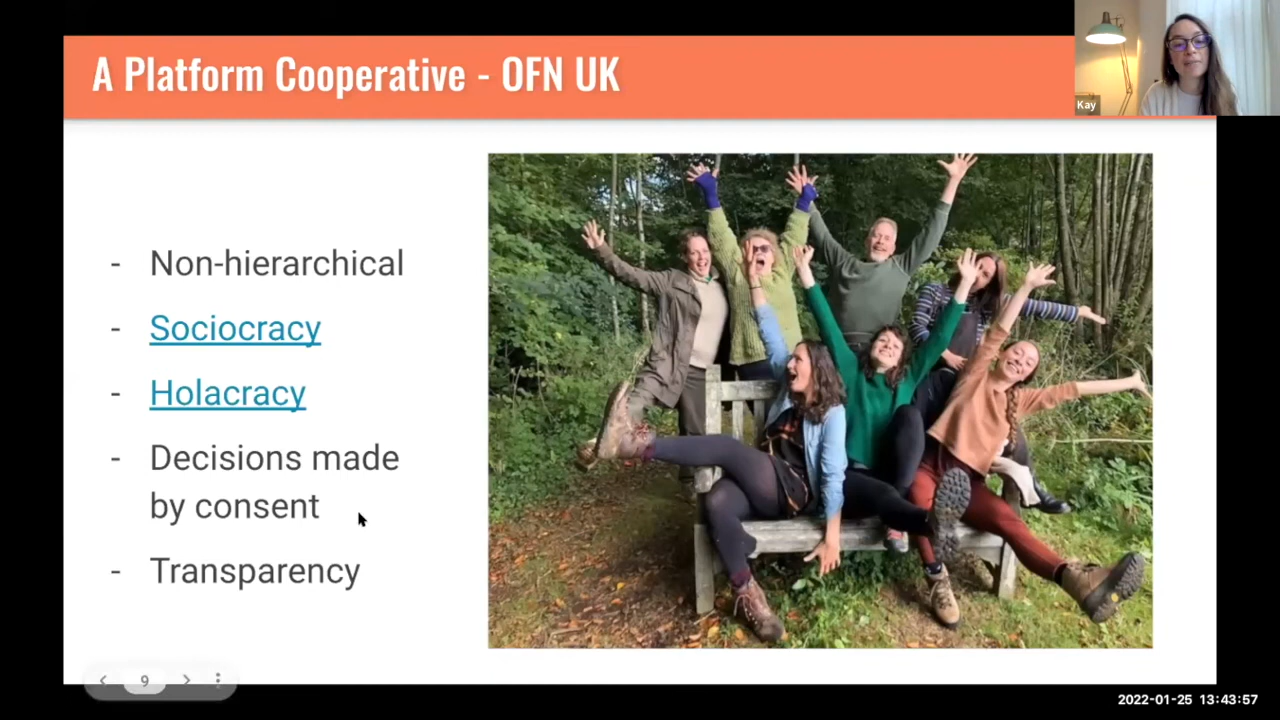 A Platform Cooperative - OFN UK
Kay
- Non-hierarchical
- Sociocracy
- Holacracy
- Decisions made
by consent
- Transparency
9
2022-01-25 13:43:57